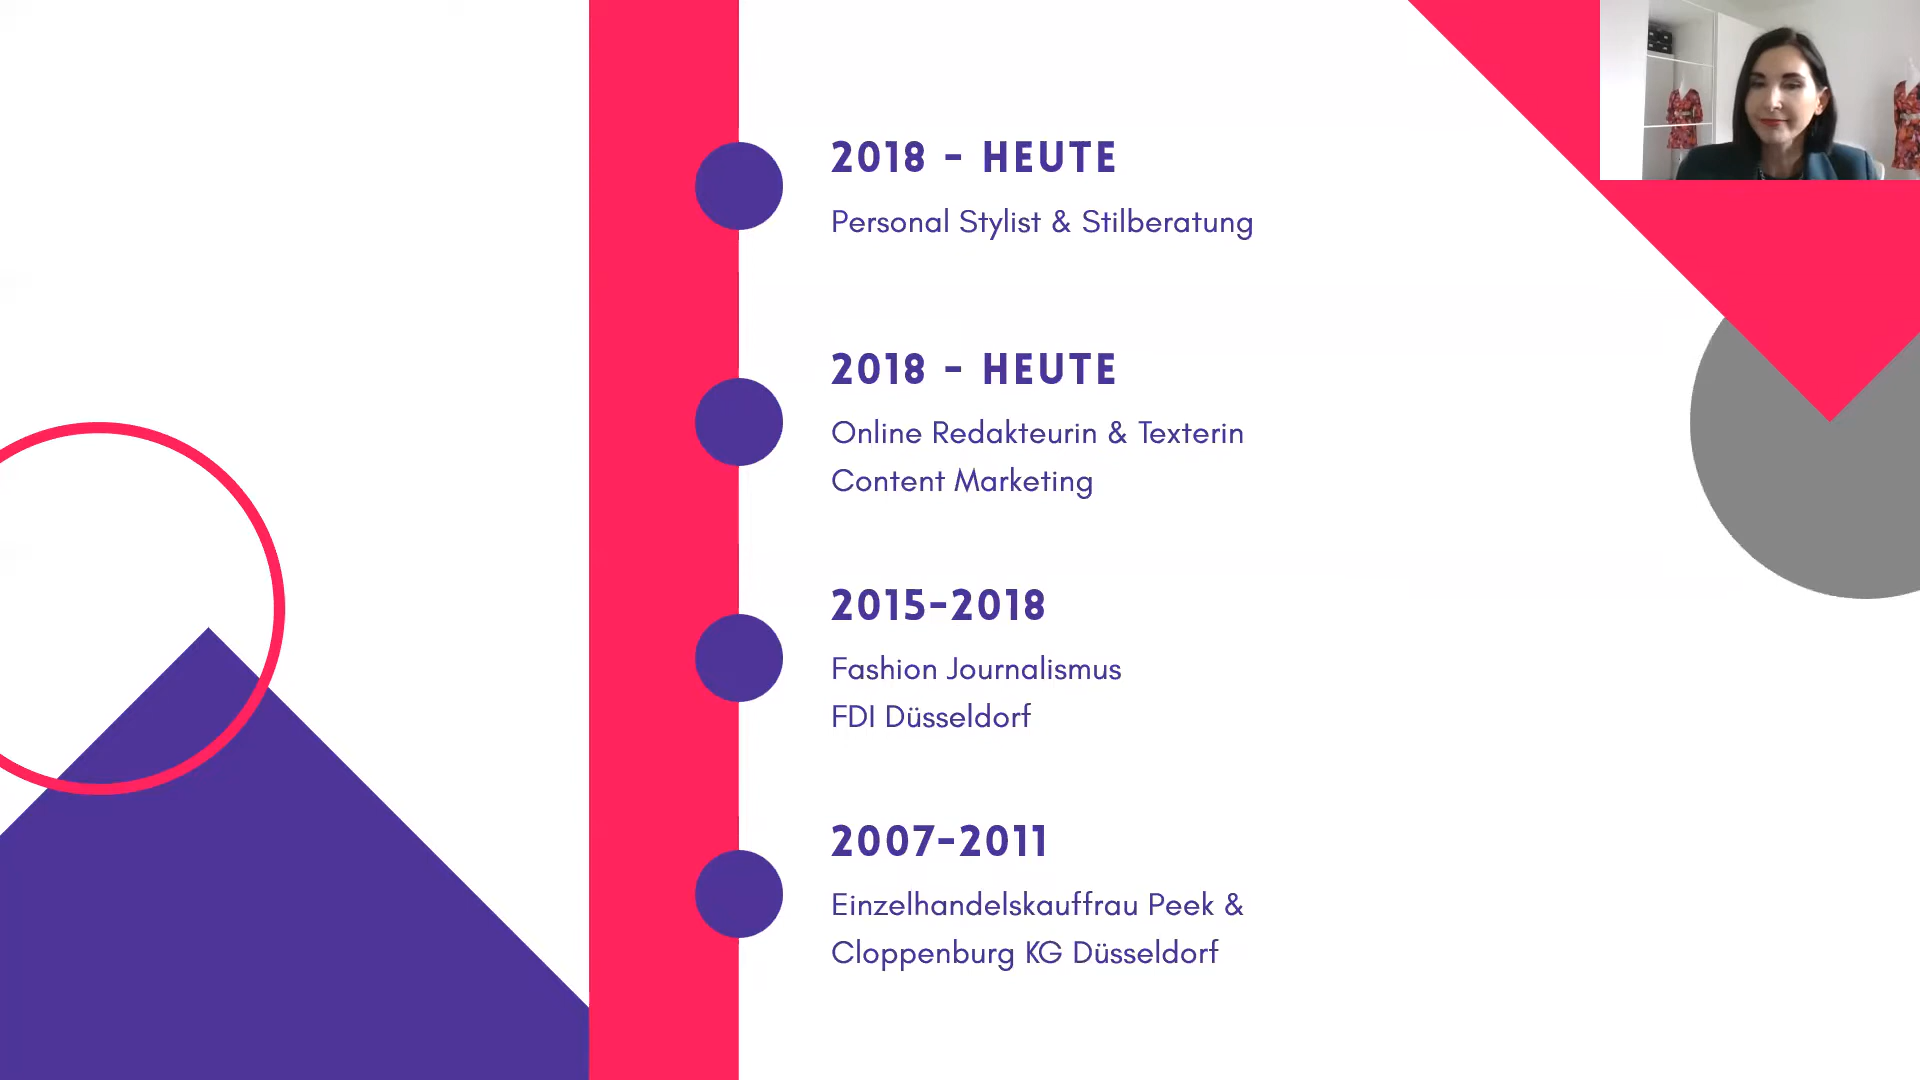 2018 - HEUTE
Personal Stylist & Stilberatung
2018 - HEUTE
Online Redakteurin & Texterin
Content Marketing
2015-2018
Fashion Journalismus
FDI Düsseldorf
2007-2011
Einzelhandelskauffrau Peek &
Cloppenburg KG Düsseldorf